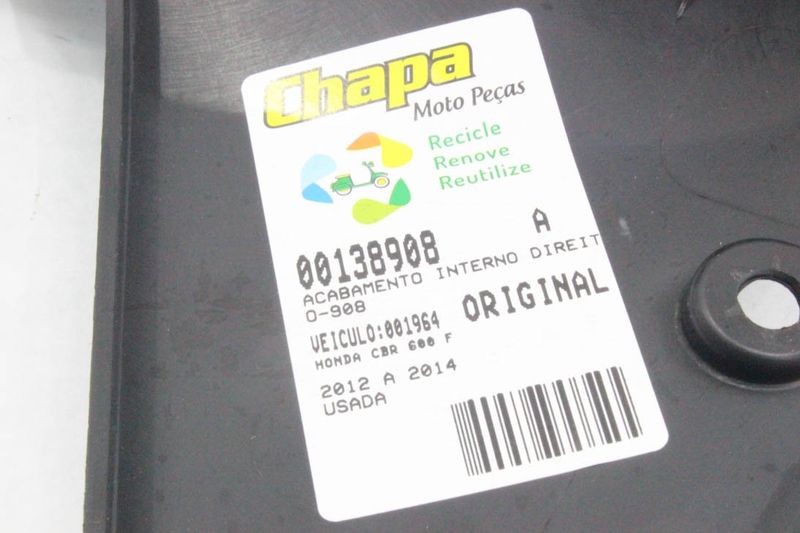 Chapa
Moto Peças
Recicle
Renove
Reutilize
00138908 A
ACABAMENTO INTERNO DIREIT
O-908
VEICULO:001964 ORIGINAL
HONDA CBR 600 F
2012 A 2014
USADA